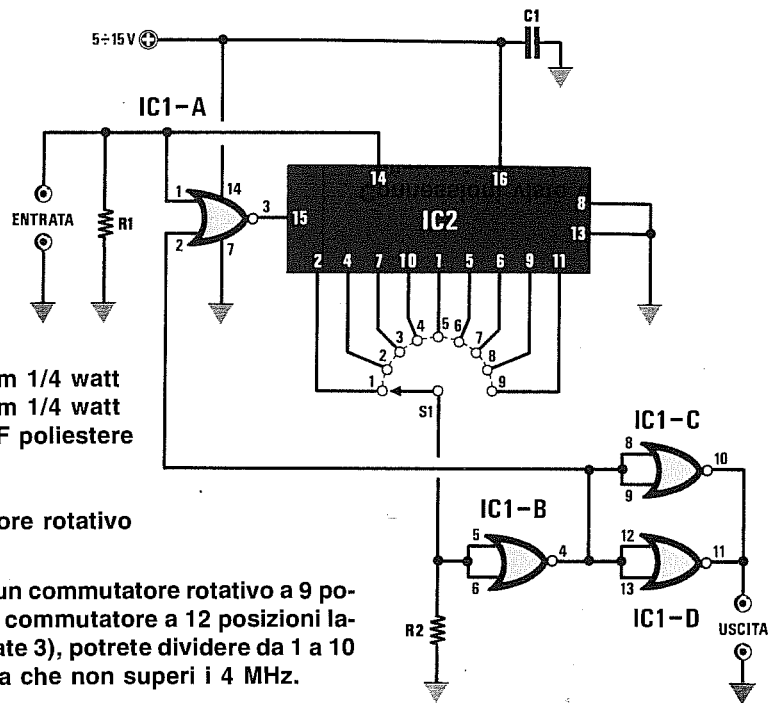 C1
5÷15V
IC1-A
14
16
1
14
ENTRATA
R1
3
15
IC2
8
2
7
13
2 4 7 10 1 5 6 9 11
1 2 3 4 5 6 7 8 9
S1
m 1/4 watt
m 1/4 watt
F poliestere
IC1-C
8
10
9
ore rotativo
IC1-B
5
4
6
12
11
13
un commutatore rotativo a 9 po-
commutatore a 12 posizioni la-
ate 3), potrete dividere da 1 a 10
a che non superi i 4 MHz.
R2
IC1-D
USCITA